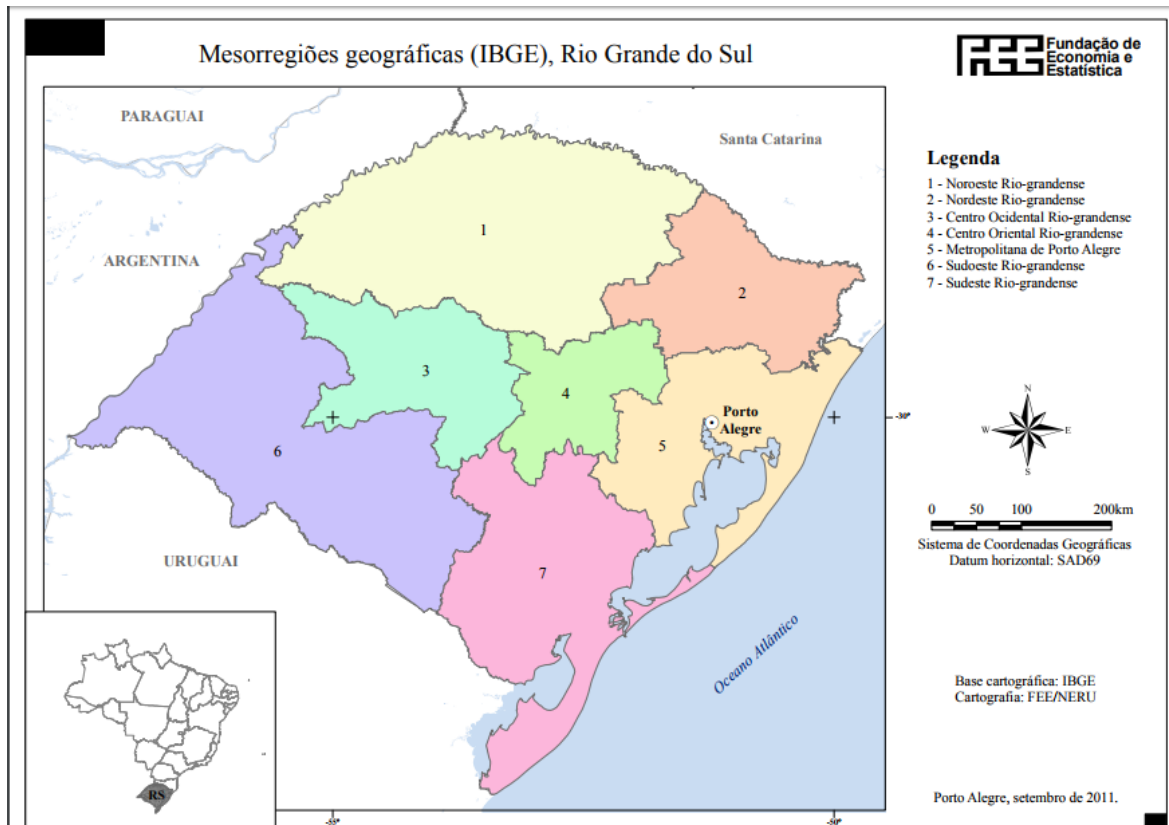 Mesorregiões geográficas (IBGE), Rio Grande do Sul
FEE
Fundação de
Economia e
Estatística
PARAGUAI
Santa Catarina
ARGENTINA
URUGUAI
1
2
3
4
5
6
7
Porto
Alegre
Oceano Atlântico
-30°
-55°
-50°
RS
Legenda
1 - Noroeste Rio-grandense
2 - Nordeste Rio-grandense
3 - Centro Ocidental Rio-grandense
4 - Centro Oriental Rio-grandense
5 - Metropolitana de Porto Alegre
6 - Sudoeste Rio-grandense
7 - Sudeste Rio-grandense
N
W E
S
0 50 100 200km
Sistema de Coordenadas Geográficas
Datum horizontal: SAD69
Base cartográfica: IBGE
Cartografia: FEE/NERU
Porto Alegre, setembro de 2011.